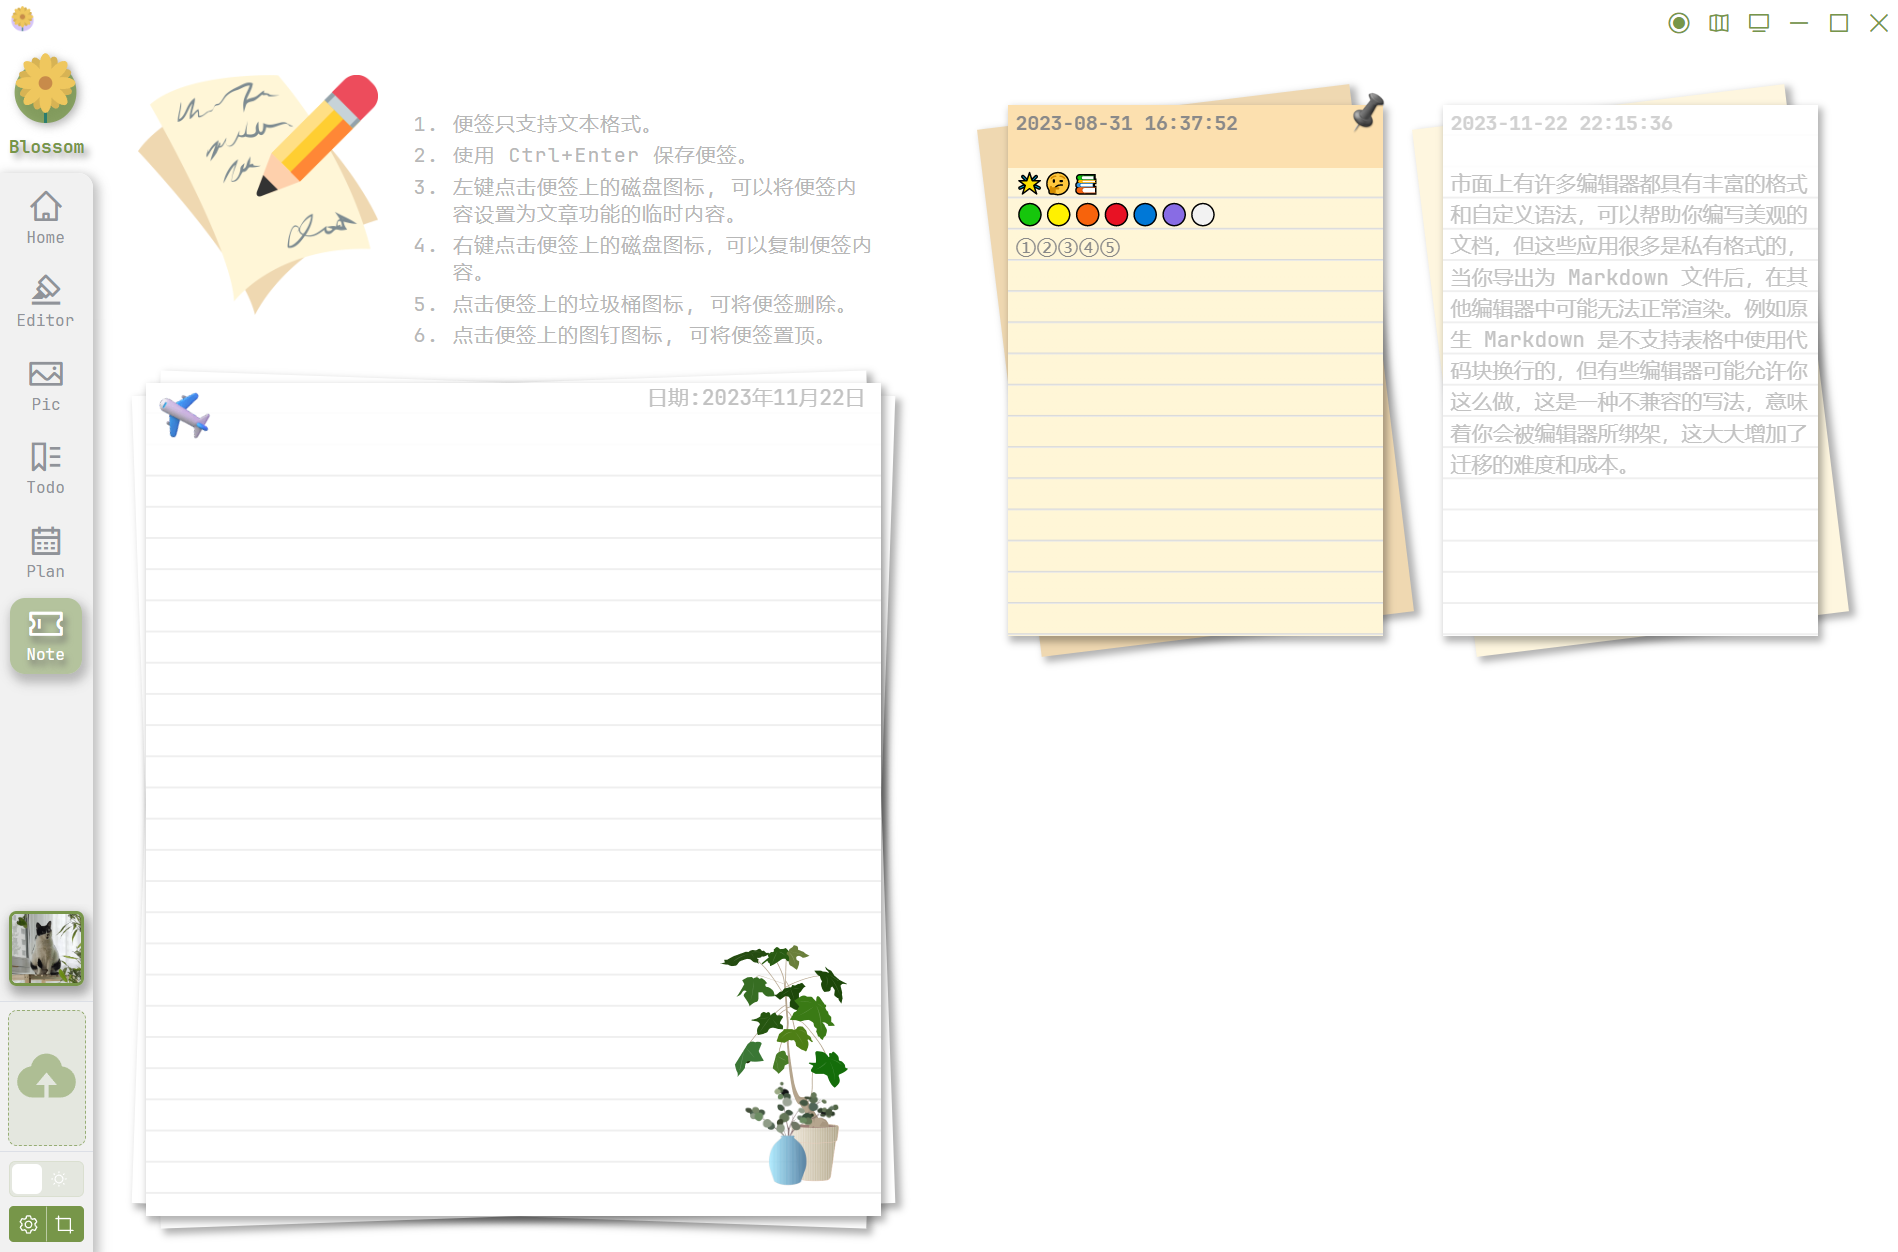 Blossom
Home
Editor
Pic
Todo
Plan
Note
1. 便签只支持文本格式。
2. 使用 Ctrl+Enter 保存便签。
3. 左键点击便签上的磁盘图标, 可以将便签内
容设置为文章功能的临时内容。
4. 右键点击便签上的磁盘图标, 可以复制便签内
容。
5. 点击便签上的垃圾桶图标, 可将便签删除。
6. 点击便签上的图钉图标, 可将便签置顶。
日期:2023年11月22日
2023-08-31 16:37:52
🌟🤔📚
🟢🟡🟠🔴🔵🟣⚪
①②③④⑤
2023-11-22 22:15:36
市面上有许多编辑器都具有丰富的格式
和自定义语法，可以帮助你编写美观的
文档，但这些应用很多是私有格式的，
当你导出为 Markdown 文件后，在其
他编辑器中可能无法正常渲染。例如原
生 Markdown 是不支持表格中使用代
码块换行的，但有些编辑器可能允许你
这么做，这是一种不兼容的写法，意味
着你会被编辑器所绑架，这大大增加了
迁移的难度和成本。